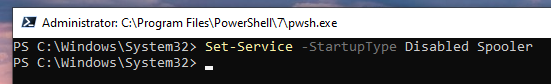 Administrator: C:\Program Files\PowerShell\7\pwsh.exe
PS C:\Windows\System32> Set-Service -StartupType Disabled Spooler
PS C:\Windows\System32>